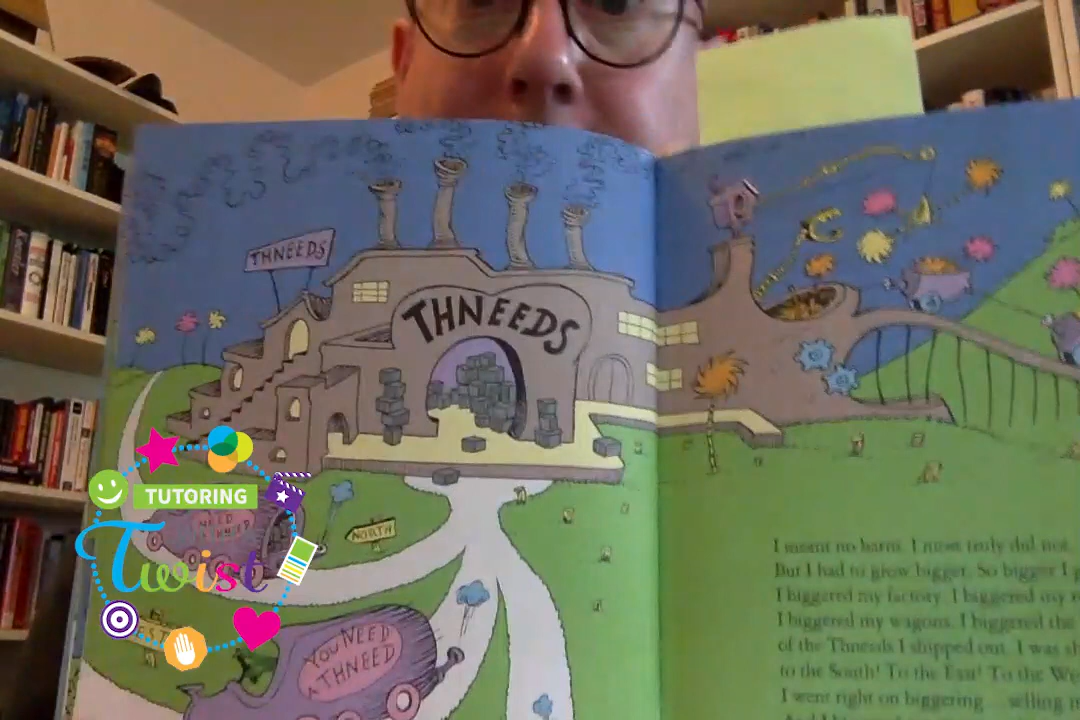 THNEEDS
THNEEDS
NORTH
YOU NEED
A THNEED
TUTORING
Twist
I meant no harm. I most truly did not.
But I had to grow bigger. So bigger I
I biggered my factory. I biggered my
I biggered my wagons. I biggered the
of the Thneeds I shipped out. I was
to the South! To the East! To the
I went right on biggering ... selling